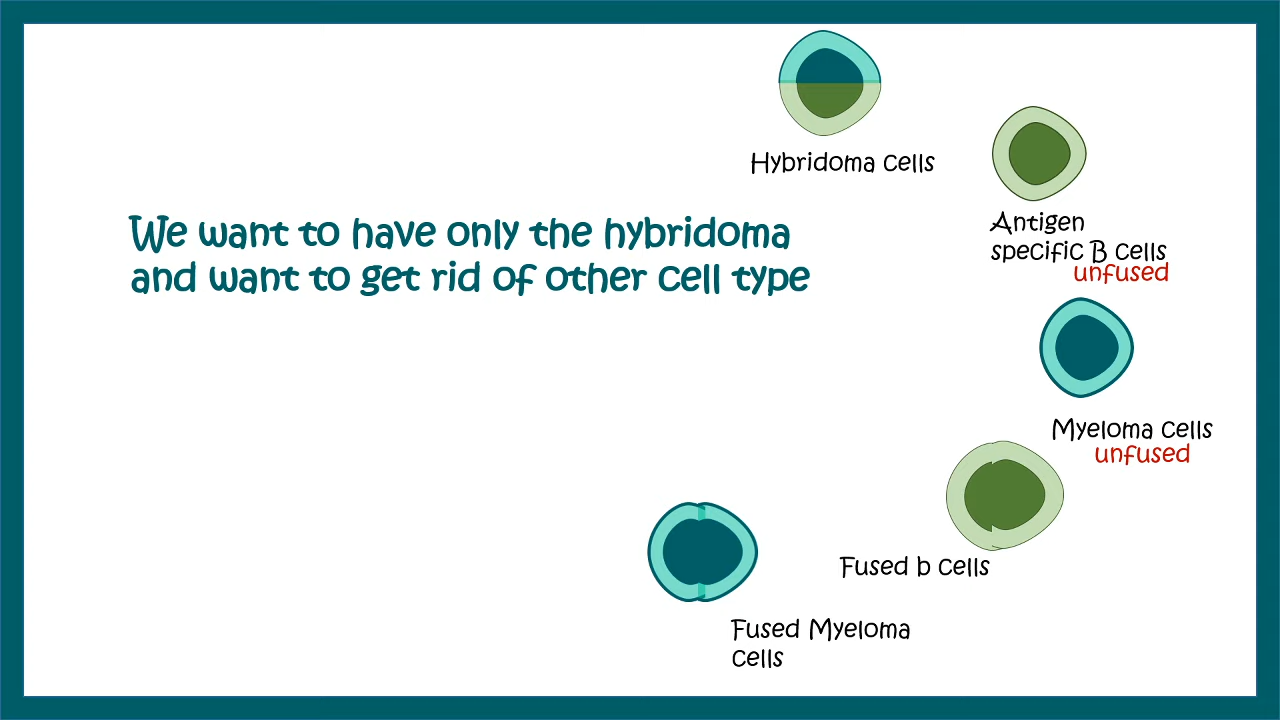 Hybridoma cells
Antigen
specific B cells
unfused
We want to have only the hybridoma
and want to get rid of other cell type
Myeloma cells
unfused
Fused b cells
Fused Myeloma
cells